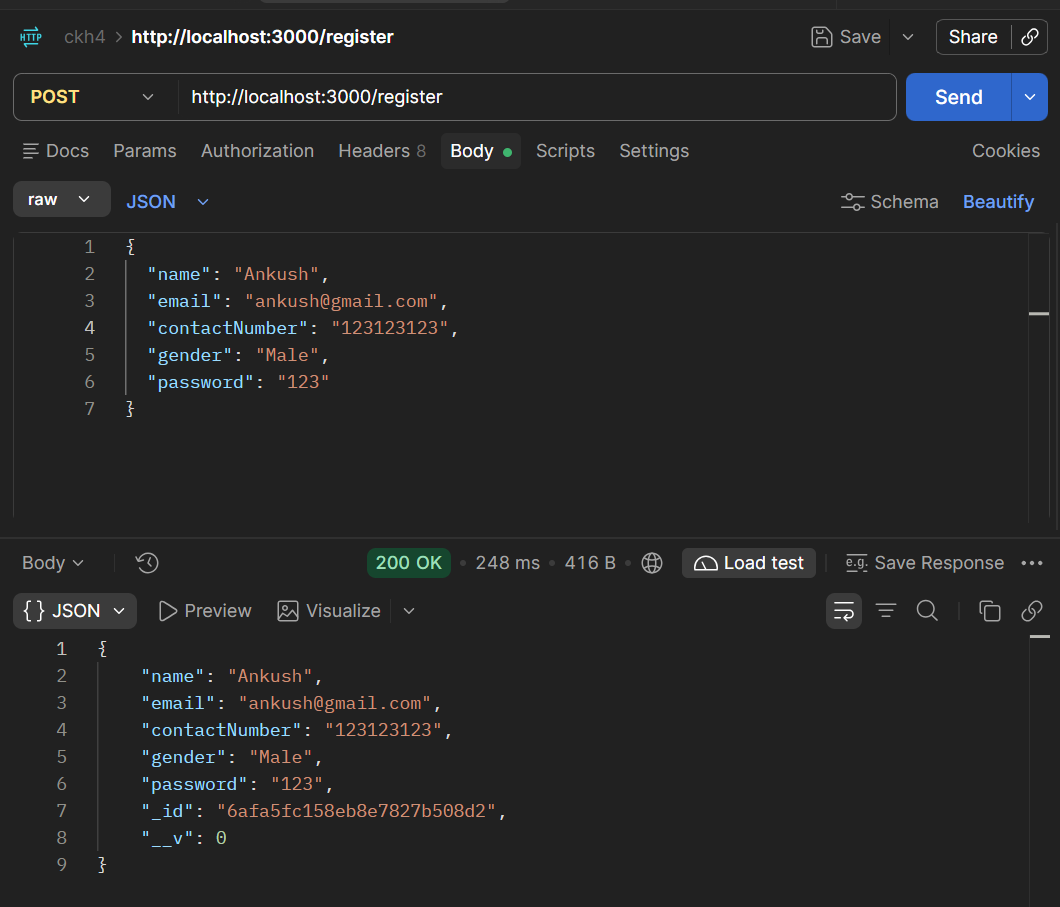 HTTP ckh4 > http://localhost:3000/register Save Share
POST http://localhost:3000/register Send
Docs Params Authorization Headers 8 Body Scripts Settings Cookies
raw JSON Schema Beautify
1 {
2 "name": "Ankush",
3 "email": "ankush@gmail.com",
4 "contactNumber": "123123123",
5 "gender": "Male",
6 "password": "123"
7 }
Body 200 OK • 248 ms • 416 B • Load test e.g. Save Response
{} JSON Preview Visualize
1 {
2 "name": "Ankush",
3 "email": "ankush@gmail.com",
4 "contactNumber": "123123123",
5 "gender": "Male",
6 "password": "123",
7 "_id": "6afa5fc158eb8e7827b508d2",
8 "__v": 0
9 }